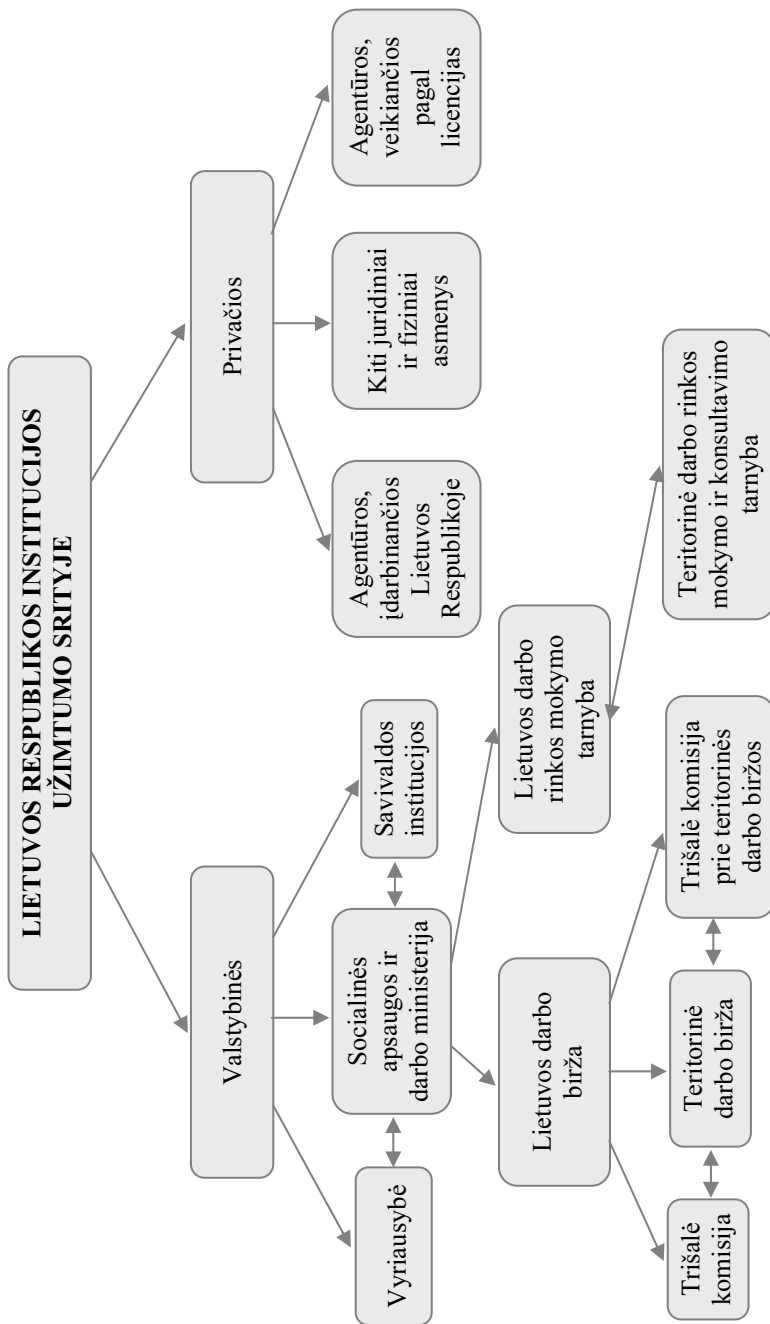 LIETUVOS RESPUBLIKOS INSTITUCIJOS
UŽIMTUMO SRITYJE
Valstybinės
Privačios
Vyriausybė
Socialinės
apsaugos ir
darbo ministerija
Savivaldos
institucijos
Agentūros,
įdarbinančios
Lietuvos
Respublikoje
Kiti juridiniai
ir fiziniai
asmenys
Agentūros,
veikiančios
pagal
licencijas
Lietuvos darbo
birža
Lietuvos darbo
rinkos mokymo
tarnyba
Trišalė
komisija
Teritorinė
darbo birža
Trišalė komisija
prie teritorinės
darbo biržos
Teritorinė darbo rinkos
mokymo ir konsultavimo
tarnyba